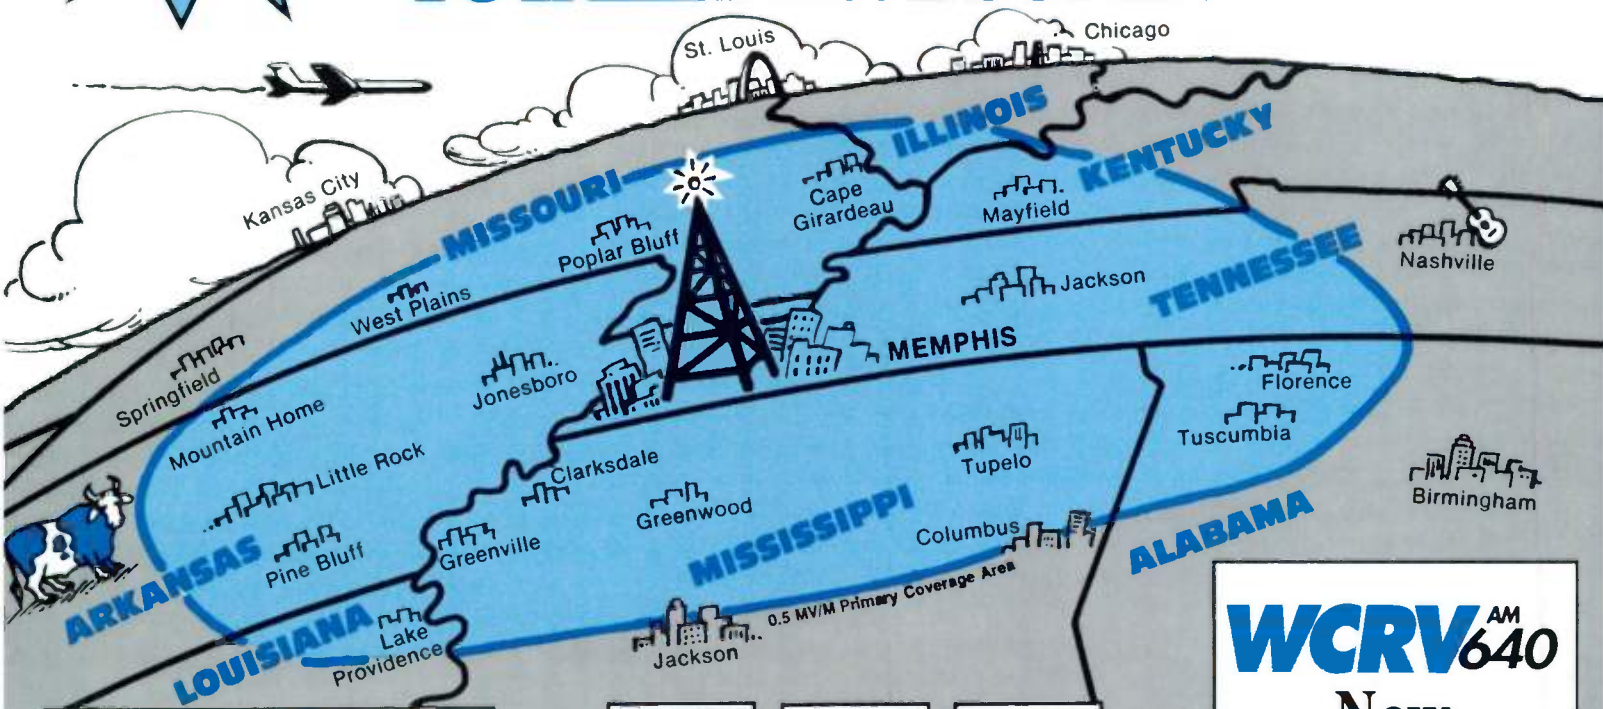 Chicago
St. Louis
ILLINOIS
KENTUCKY
Kansas City
MISSOURI
Cape
Girardeau
Mayfield
Poplar Bluff
Nashville
TENNESSEE
Jackson
West Plains
MEMPHIS
Springfield
Jonesboro
Florence
Mountain Home
Tuscumbia
Little Rock
Clarksdale
Tupelo
Birmingham
Greenwood
MISSISSIPPI
Columbus
ALABAMA
Greenville
Pine Bluff
ARKANSAS
0.5 MV/M Primary Coverage Area
LOUISIANA
Lake
Providence
Jackson
WCRV AM 640